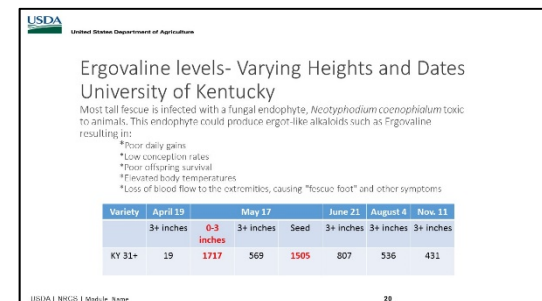 USDA
United States Department of Agriculture
Ergovaline levels- Varying Heights and Dates
University of Kentucky
Most tall fescue is infected with a fungal endophyte, Neotyphodium coenophialum toxic
to animals. This endophyte could produce ergot-like alkaloids such as Ergovaline
resulting in:
*Poor daily gains
*Low conception rates
*Poor offspring survival
*Elevated body temperatures
*Loss of blood flow to the extremities, causing "fescue foot" and other symptoms
Variety April 19 May 17 June 21 August 4 Nov. 11
3+ inches 0-3 inches 3+ inches Seed 3+ inches 3+ inches 3+ inches
KY 31+ 19 1717 569 1505 807 536 431
USDA | NRCS | Module Name 20